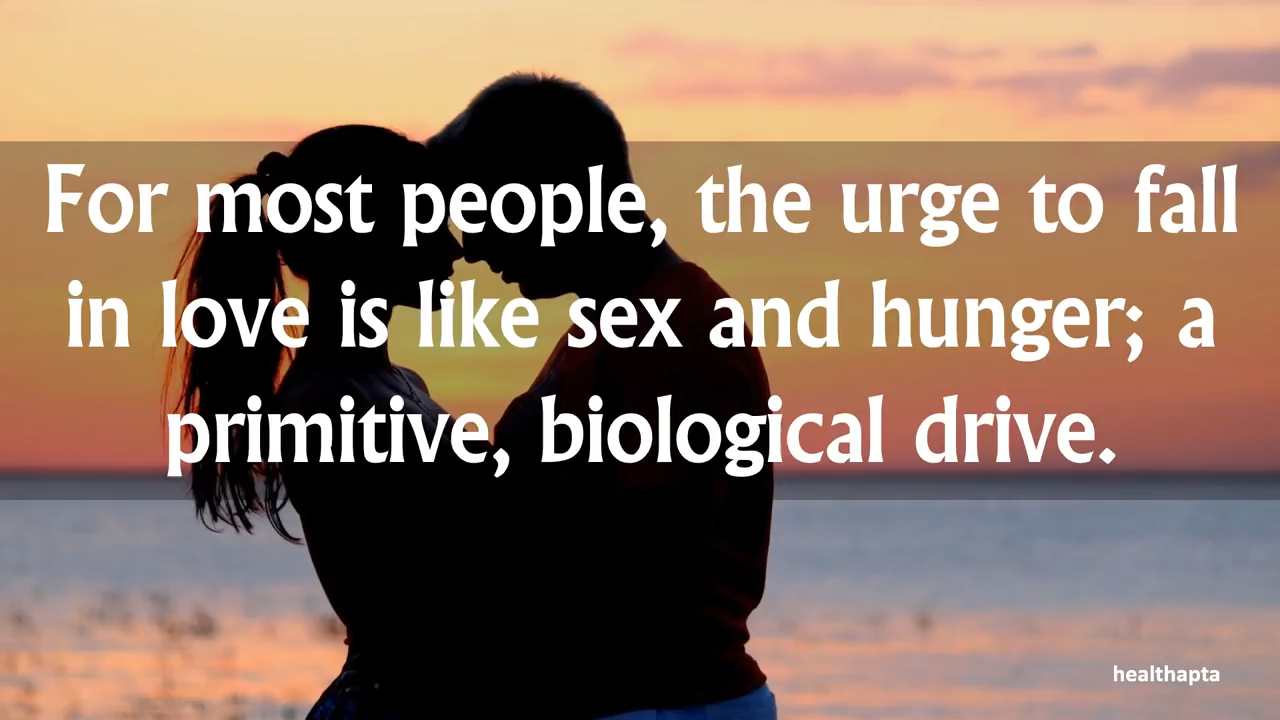 For most people, the urge to fall
in love is like sex and hunger; a
primitive, biological drive.
healthapta